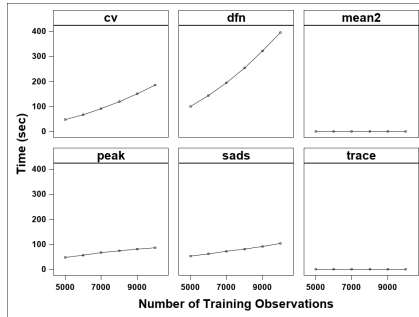 cv dfn mean2
400
300
200
100
0
Time (sec)
peak sads trace
400
300
200
100
0
5000 7000 9000 5000 7000 9000 5000 7000 9000
Number of Training Observations